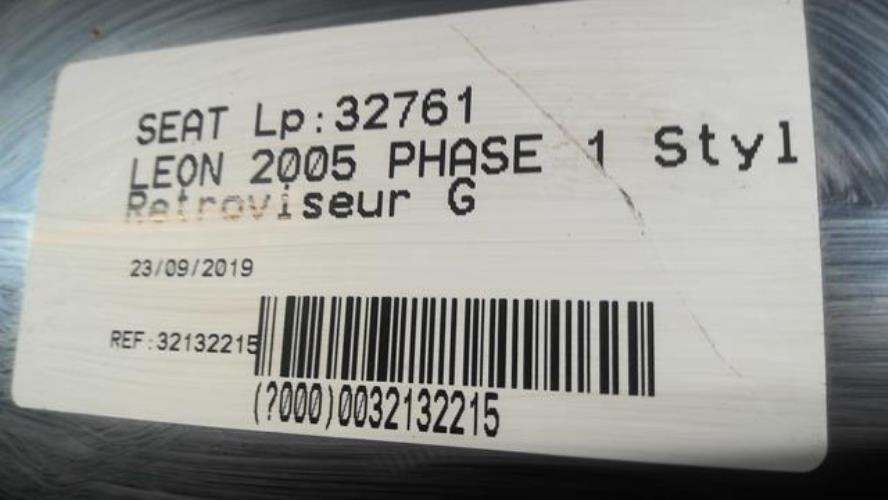 SEAT Lp:32761
LEON 2005 PHASE 1 Styl
Retroviseur G
23/09/2019
REF:32132215
(?000)0032132215